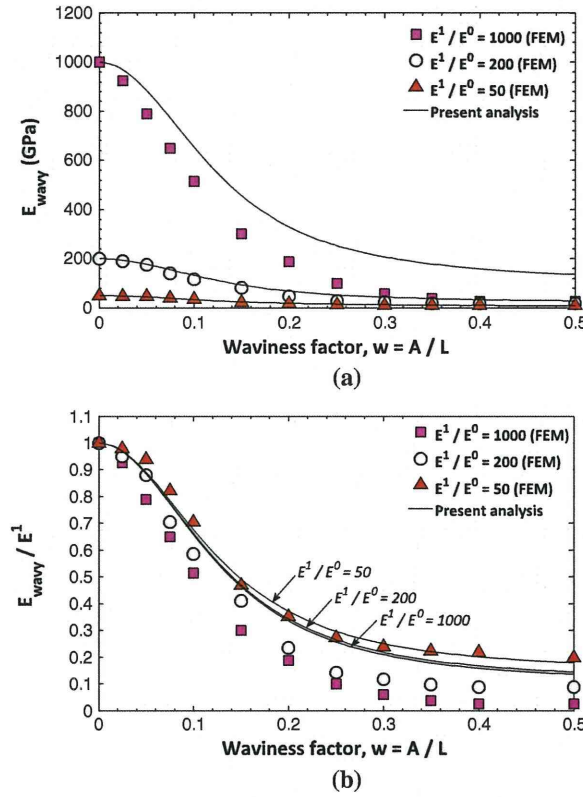 1200
1000
800
600
400
200
0
E_wavy (GPa)
E¹/E⁰ = 1000 (FEM)
E¹/E⁰ = 200 (FEM)
E¹/E⁰ = 50 (FEM)
Present analysis
0 0.1 0.2 0.3 0.4 0.5
Waviness factor, w = A / L
(a)
1.1
1
0.9
0.8
0.7
0.6
0.5
0.4
0.3
0.2
0.1
0
E_wavy / E¹
E¹/E⁰ = 1000 (FEM)
E¹/E⁰ = 200 (FEM)
E¹/E⁰ = 50 (FEM)
Present analysis
E¹/E⁰ = 50
E¹/E⁰ = 200
E¹/E⁰ = 1000
0 0.1 0.2 0.3 0.4 0.5
Waviness factor, w = A / L
(b)